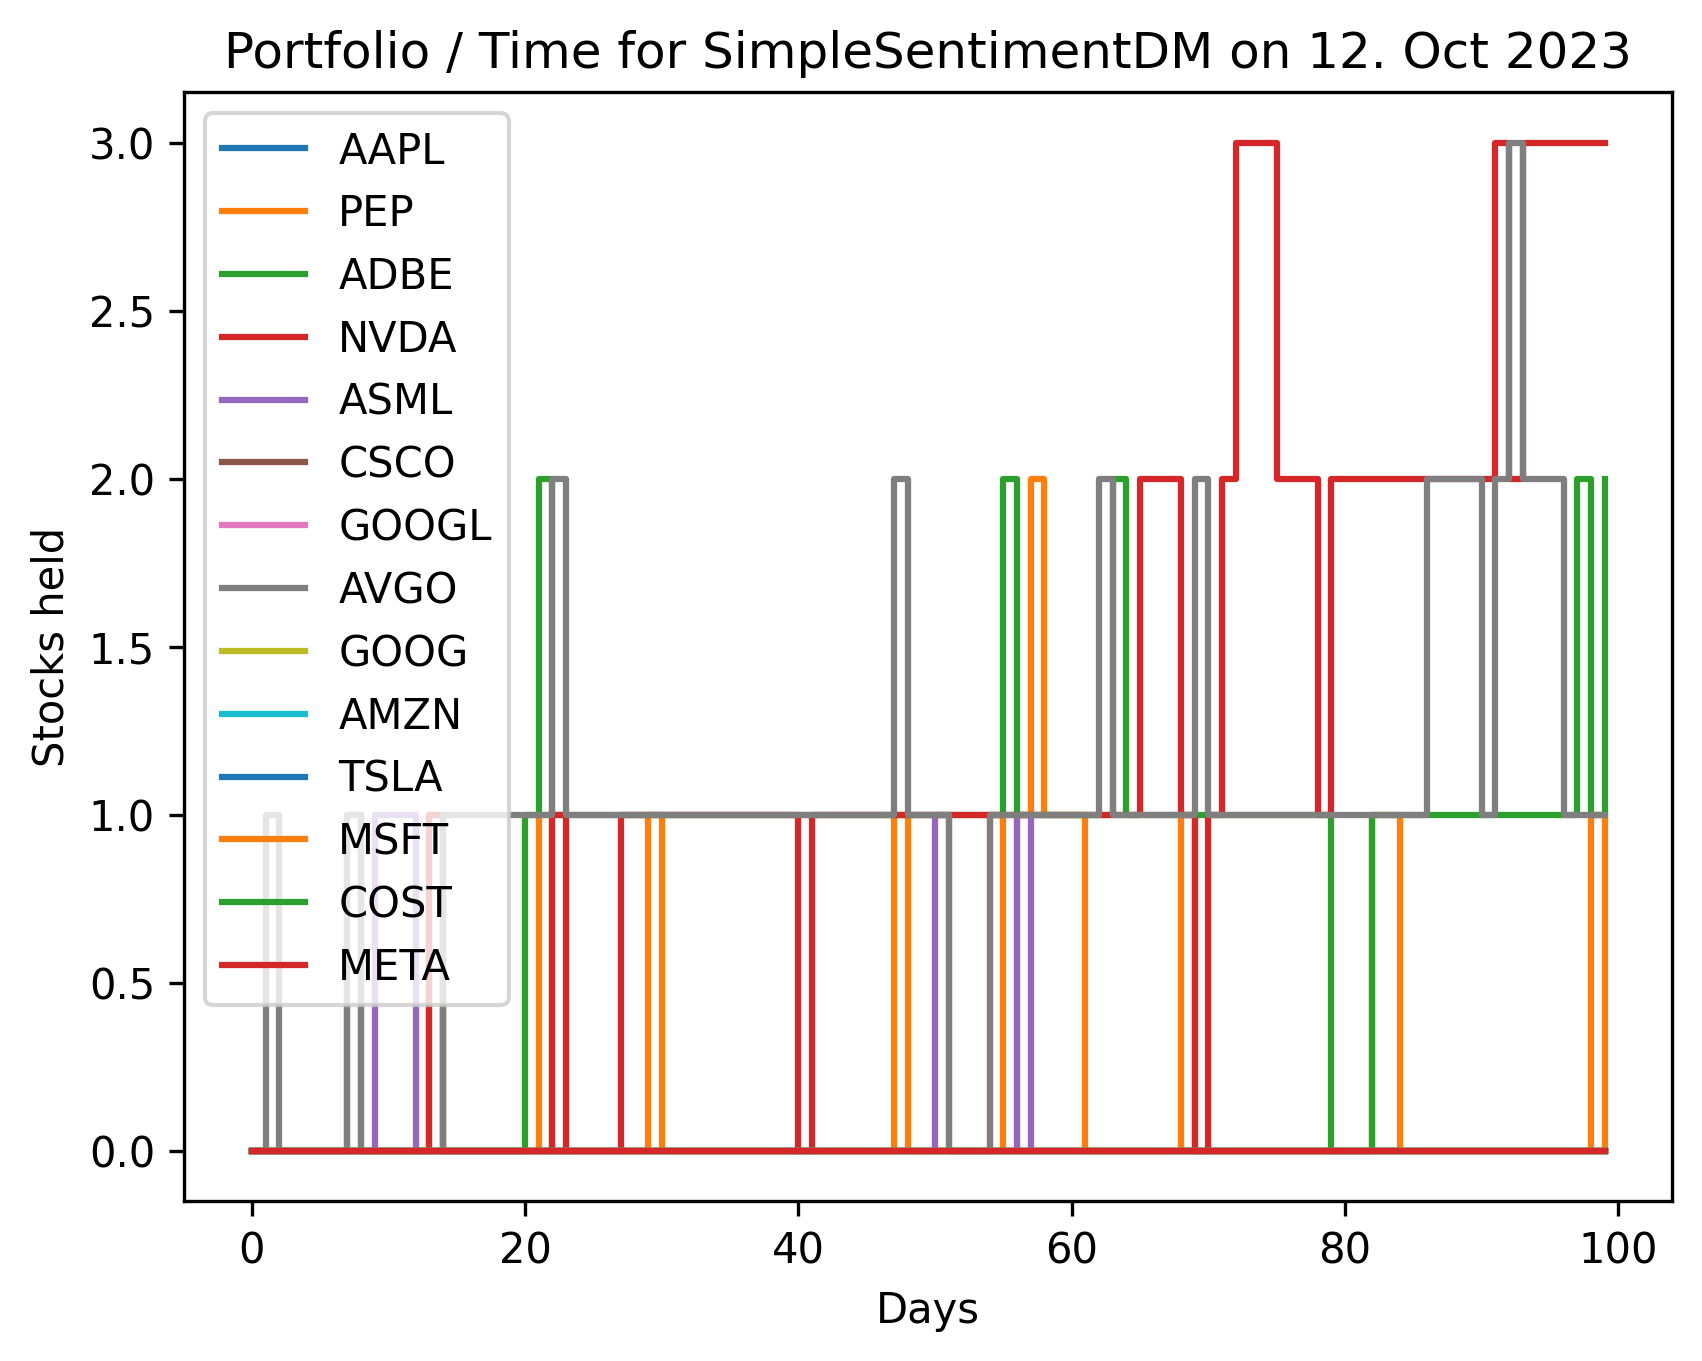 Portfolio / Time for SimpleSentimentDM on 12. Oct 2023
3.0
2.5
2.0
1.5
1.0
0.5
0.0
Stocks held
AAPL
PEP
ADBE
NVDA
ASML
CSCO
GOOGL
AVGO
GOOG
AMZN
TSLA
MSFT
COST
META
0
20
40
60
80
100
Days